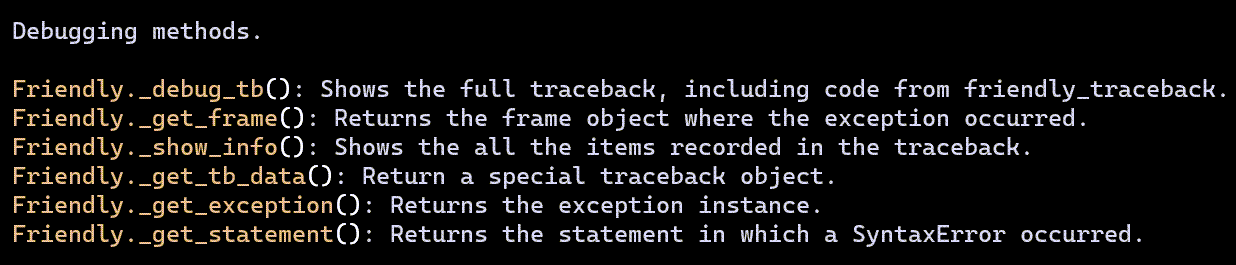 Debugging methods.
Friendly._debug_tb(): Shows the full traceback, including code from friendly_traceback.
Friendly._get_frame(): Returns the frame object where the exception occurred.
Friendly._show_info(): Shows the all the items recorded in the traceback.
Friendly._get_tb_data(): Return a special traceback object.
Friendly._get_exception(): Returns the exception instance.
Friendly._get_statement(): Returns the statement in which a SyntaxError occurred.